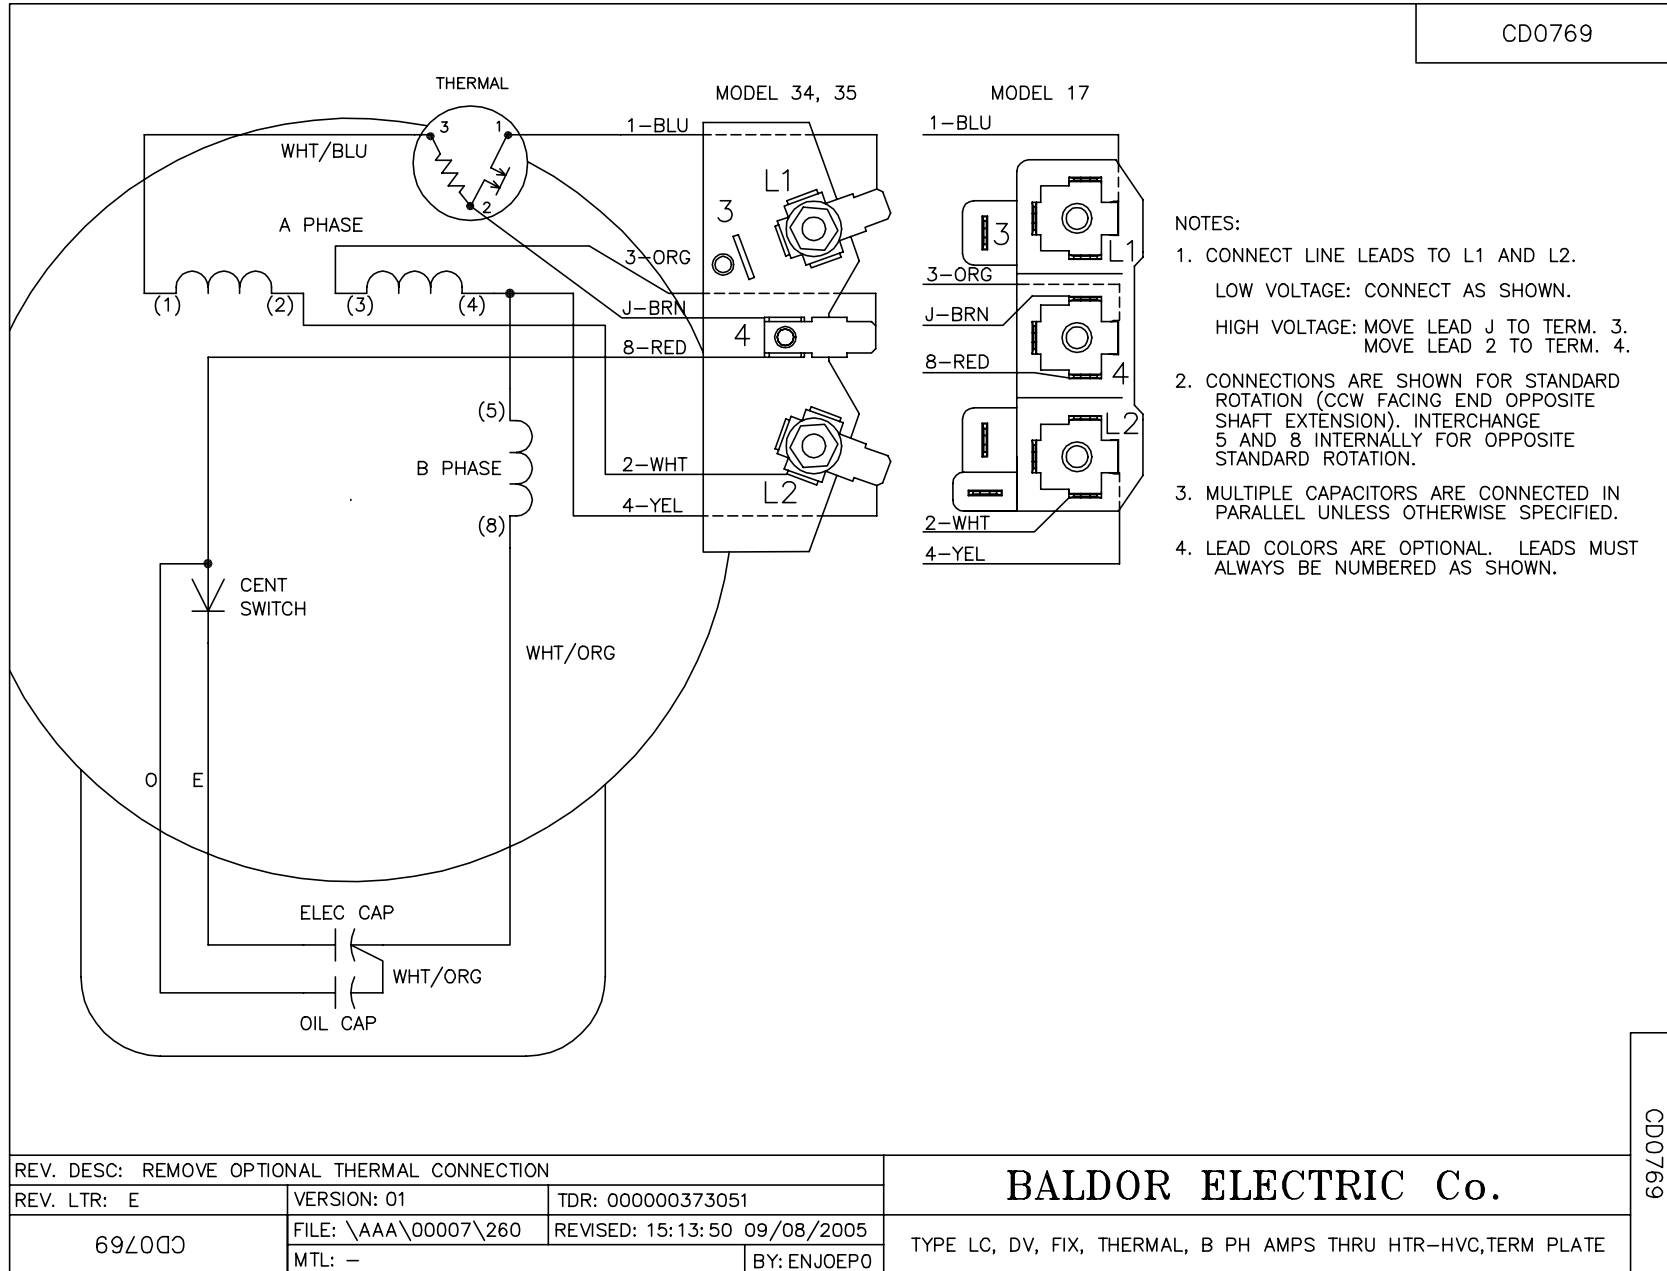 CD0769
THERMAL
MODEL 34, 35
MODEL 17
3
1
2
WHT/BLU
1-BLU
1-BLU
A PHASE
L1
3
3
L1
3-ORG
3-ORG
(1)
(2)
(3)
(4)
J-BRN
J-BRN
4
4
8-RED
8-RED
(5)
B PHASE
(8)
2-WHT
L2
L2
4-YEL
2-WHT
4-YEL
CENT
SWITCH
WHT/ORG
O
E
ELEC CAP
WHT/ORG
OIL CAP
NOTES:
1. CONNECT LINE LEADS TO L1 AND L2.
LOW VOLTAGE: CONNECT AS SHOWN.
HIGH VOLTAGE: MOVE LEAD J TO TERM. 3.
MOVE LEAD 2 TO TERM. 4.
2. CONNECTIONS ARE SHOWN FOR STANDARD
ROTATION (CCW FACING END OPPOSITE
SHAFT EXTENSION). INTERCHANGE
5 AND 8 INTERNALLY FOR OPPOSITE
STANDARD ROTATION.
3. MULTIPLE CAPACITORS ARE CONNECTED IN
PARALLEL UNLESS OTHERWISE SPECIFIED.
4. LEAD COLORS ARE OPTIONAL. LEADS MUST
ALWAYS BE NUMBERED AS SHOWN.
CD0769
REV. DESC: REMOVE OPTIONAL THERMAL CONNECTION
REV. LTR: E
VERSION: 01
TDR: 000000373051
FILE: \AAA\00007\260
REVISED: 15:13:50 09/08/2005
CD0769
MTL: -
BY: ENJOEP0
BALDOR ELECTRIC Co.
TYPE LC, DV, FIX, THERMAL, B PH AMPS THRU HTR-HVC,TERM PLATE